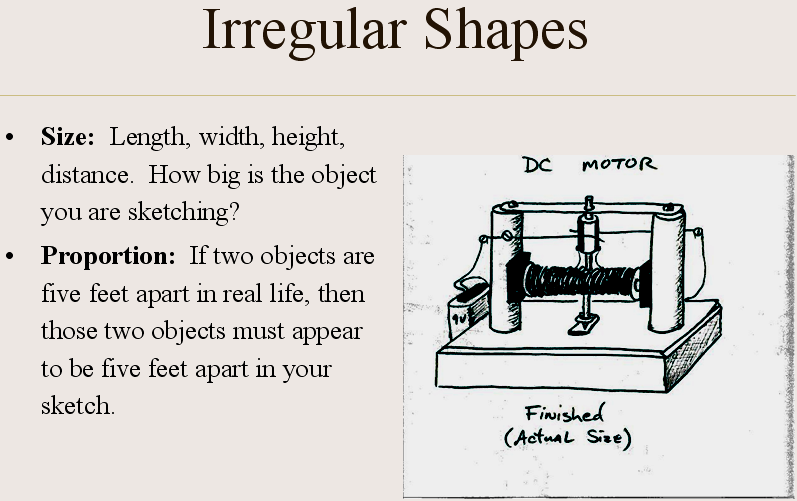 Irregular Shapes
• Size: Length, width, height,
distance. How big is the object
you are sketching?
• Proportion: If two objects are
five feet apart in real life, then
those two objects must appear
to be five feet apart in your
sketch.
DC MOTOR
9V
Finished
(Actual Size)